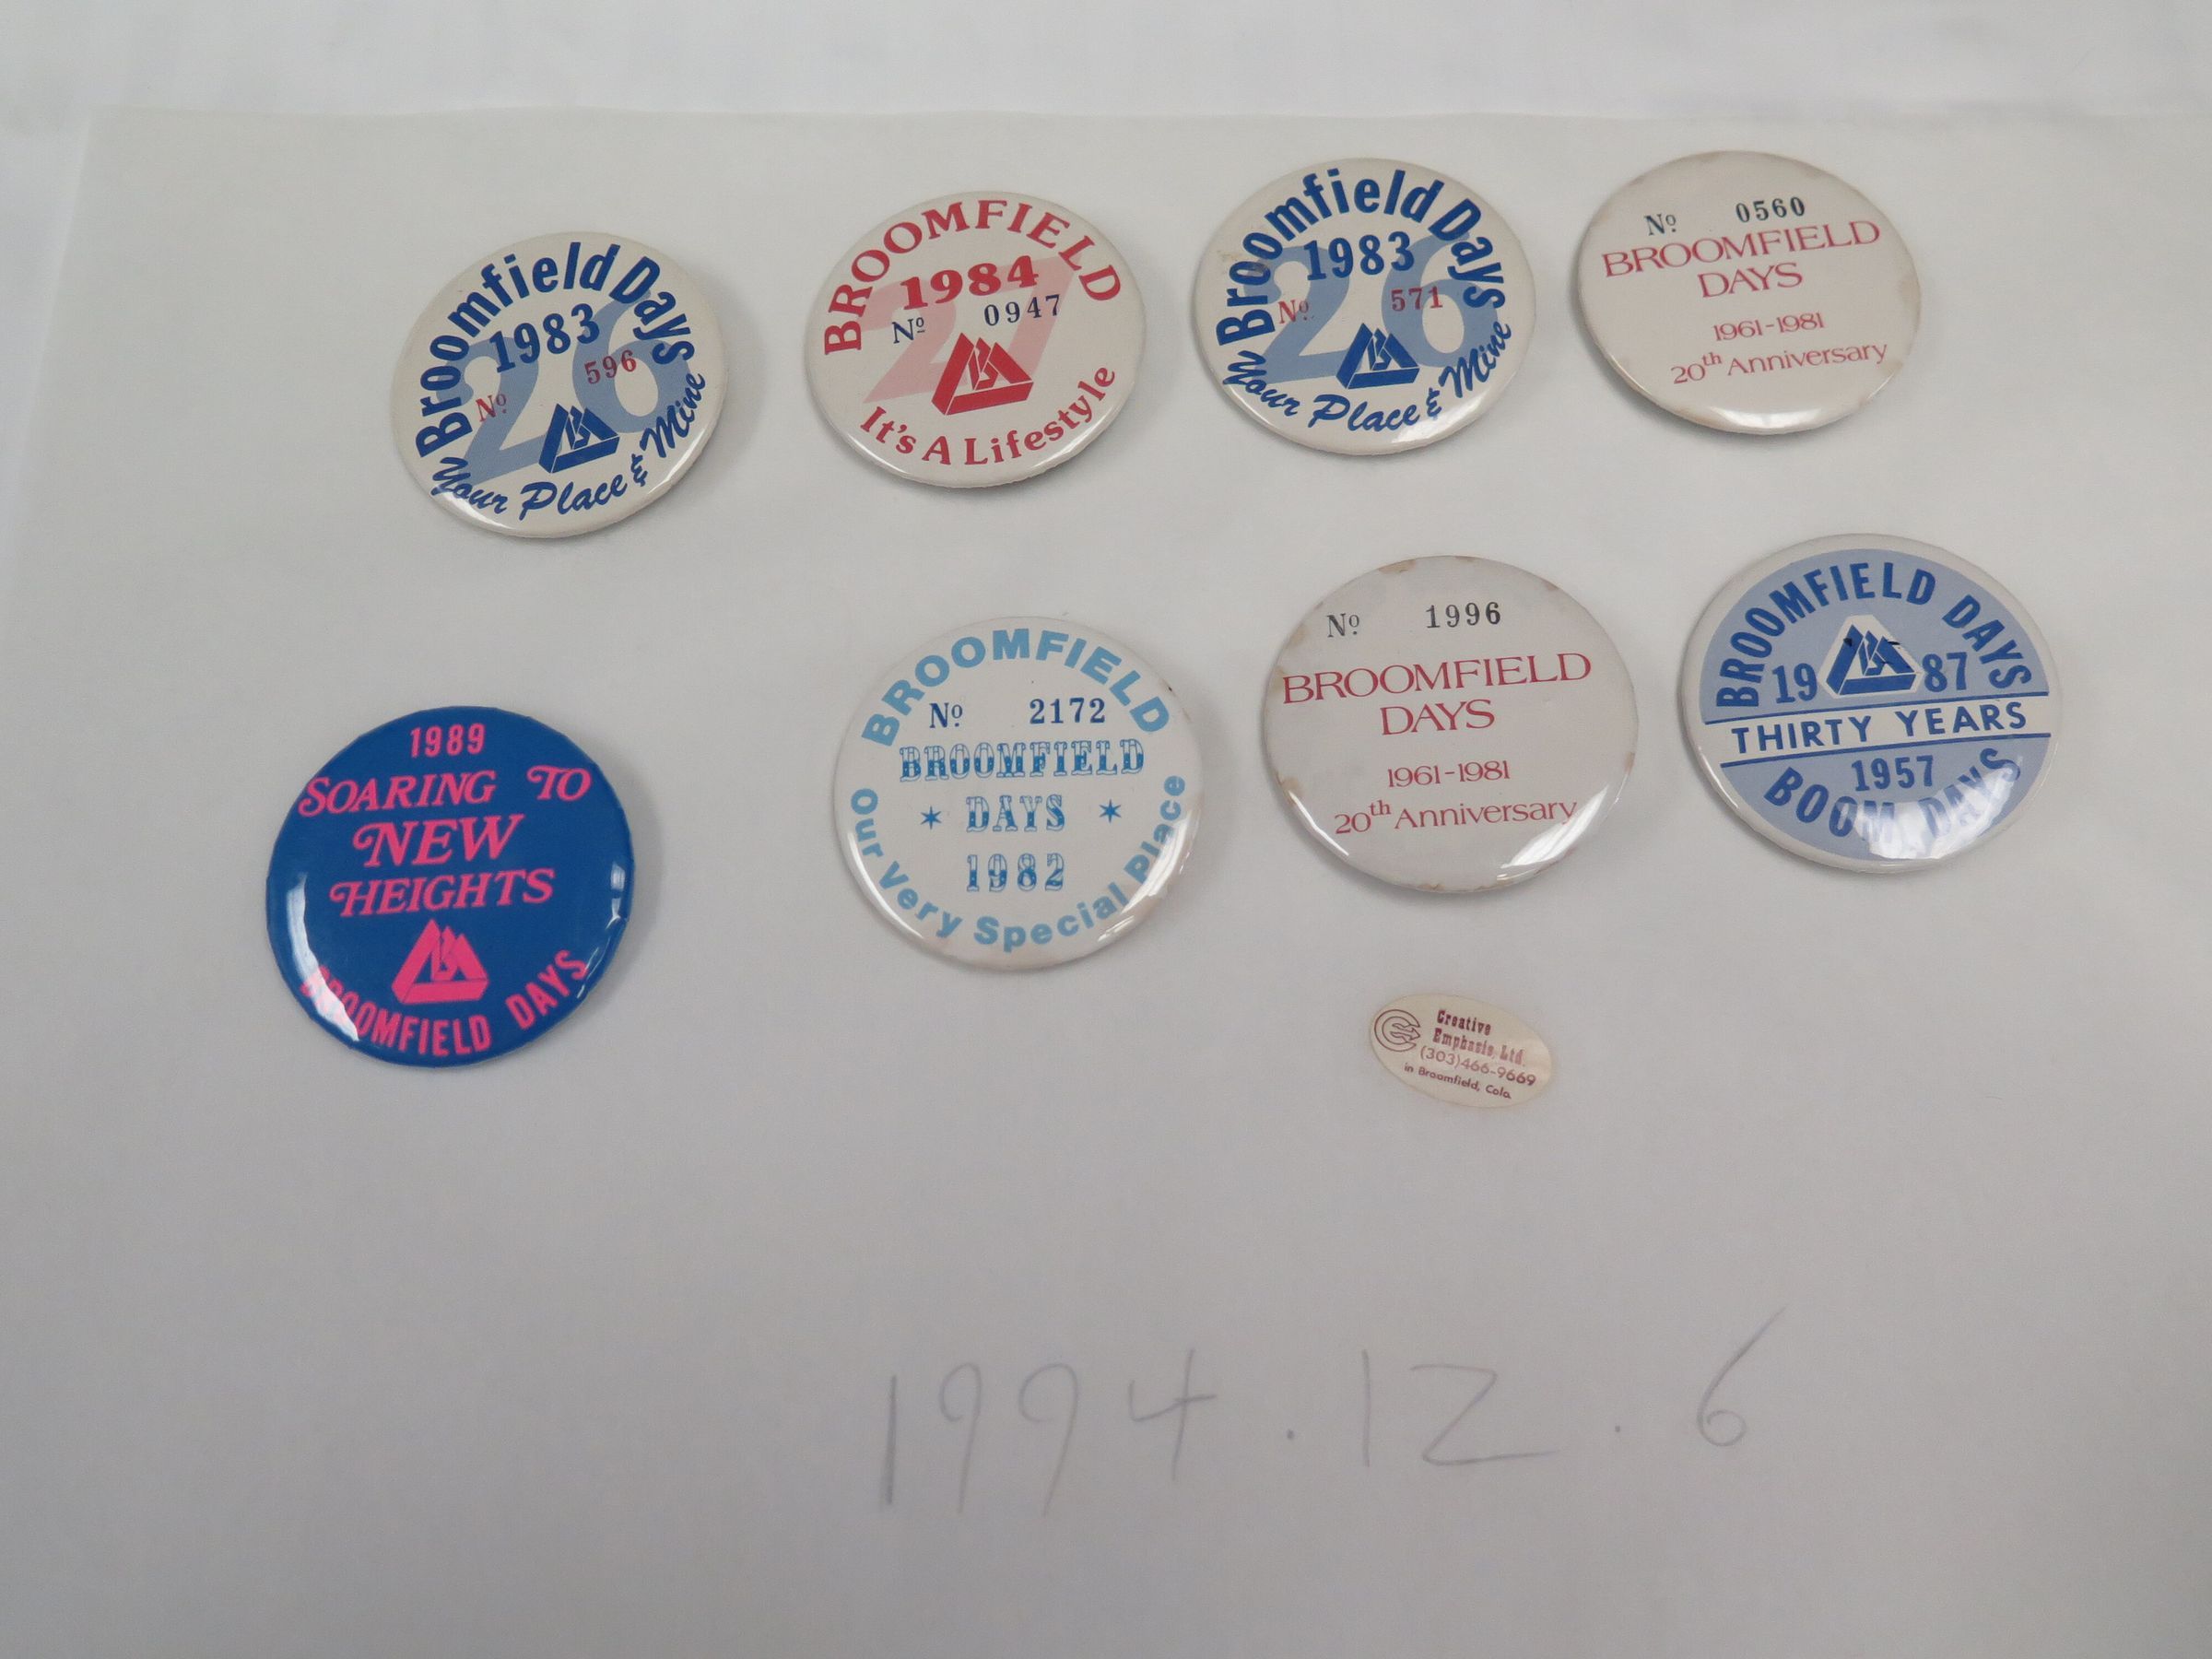 Broomfield Days
1983
26
No 596
Your Place & Mine
BROOMFIELD
27
1984
No 0947
It's A Lifestyle
Broomfield Days
1983
26
No 571
Your Place & Mine
No 0560
BROOMFIELD
DAYS
1961-1981
20th Anniversary
1989
SOARING TO
NEW
HEIGHTS
BROOMFIELD DAYS
BROOMFIELD
No 2172
BROOMFIELD
* DAYS *
1982
Our Very Special Place
No 1996
BROOMFIELD
DAYS
1961-1981
20th Anniversary
BROOMFIELD DAYS
19 87
THIRTY YEARS
1957
BOOM DAYS
Creative
Emphasis, Ltd.
(303)466-9669
in Broomfield, Colo.
1994.12.6